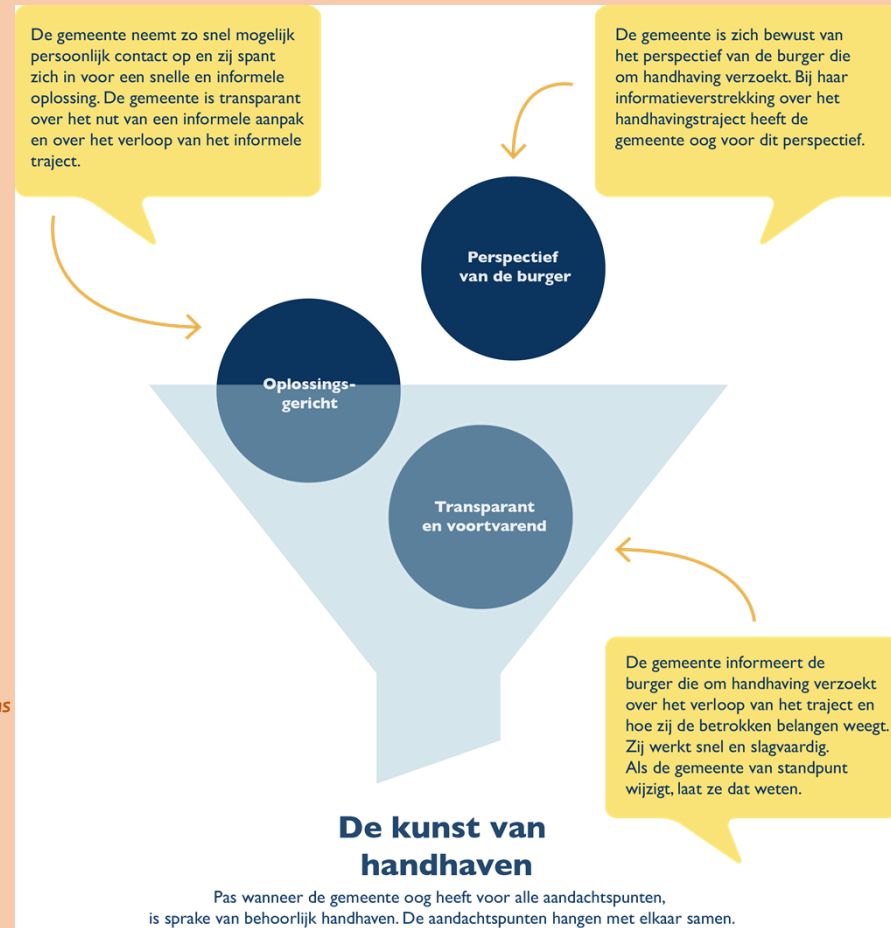 De gemeente neemt zo snel mogelijk
persoonlijk contact op en zij spant
zich in voor een snelle en informele
oplossing. De gemeente is transparant
over het nut van een informele aanpak
en over het verloop van het informele
traject.
De gemeente is zich bewust van
het perspectief van de burger die
om handhaving verzoekt. Bij haar
informatieverstrekking over het
handhavingstraject heeft de
gemeente oog voor dit perspectief.
Perspectief
van de burger
Oplossings-
gericht
Transparant
en voortvarend
De gemeente informeert de
burger die om handhaving verzoekt
over het verloop van het traject en
hoe zij de betrokken belangen weegt.
Zij werkt snel en slagvaardig.
Als de gemeente van standpunt
wijzigt, laat ze dat weten.
De kunst van
handhaven
Pas wanneer de gemeente oog heeft voor alle aandachtspunten,
is sprake van behoorlijk handhaven. De aandachtspunten hangen met elkaar samen.